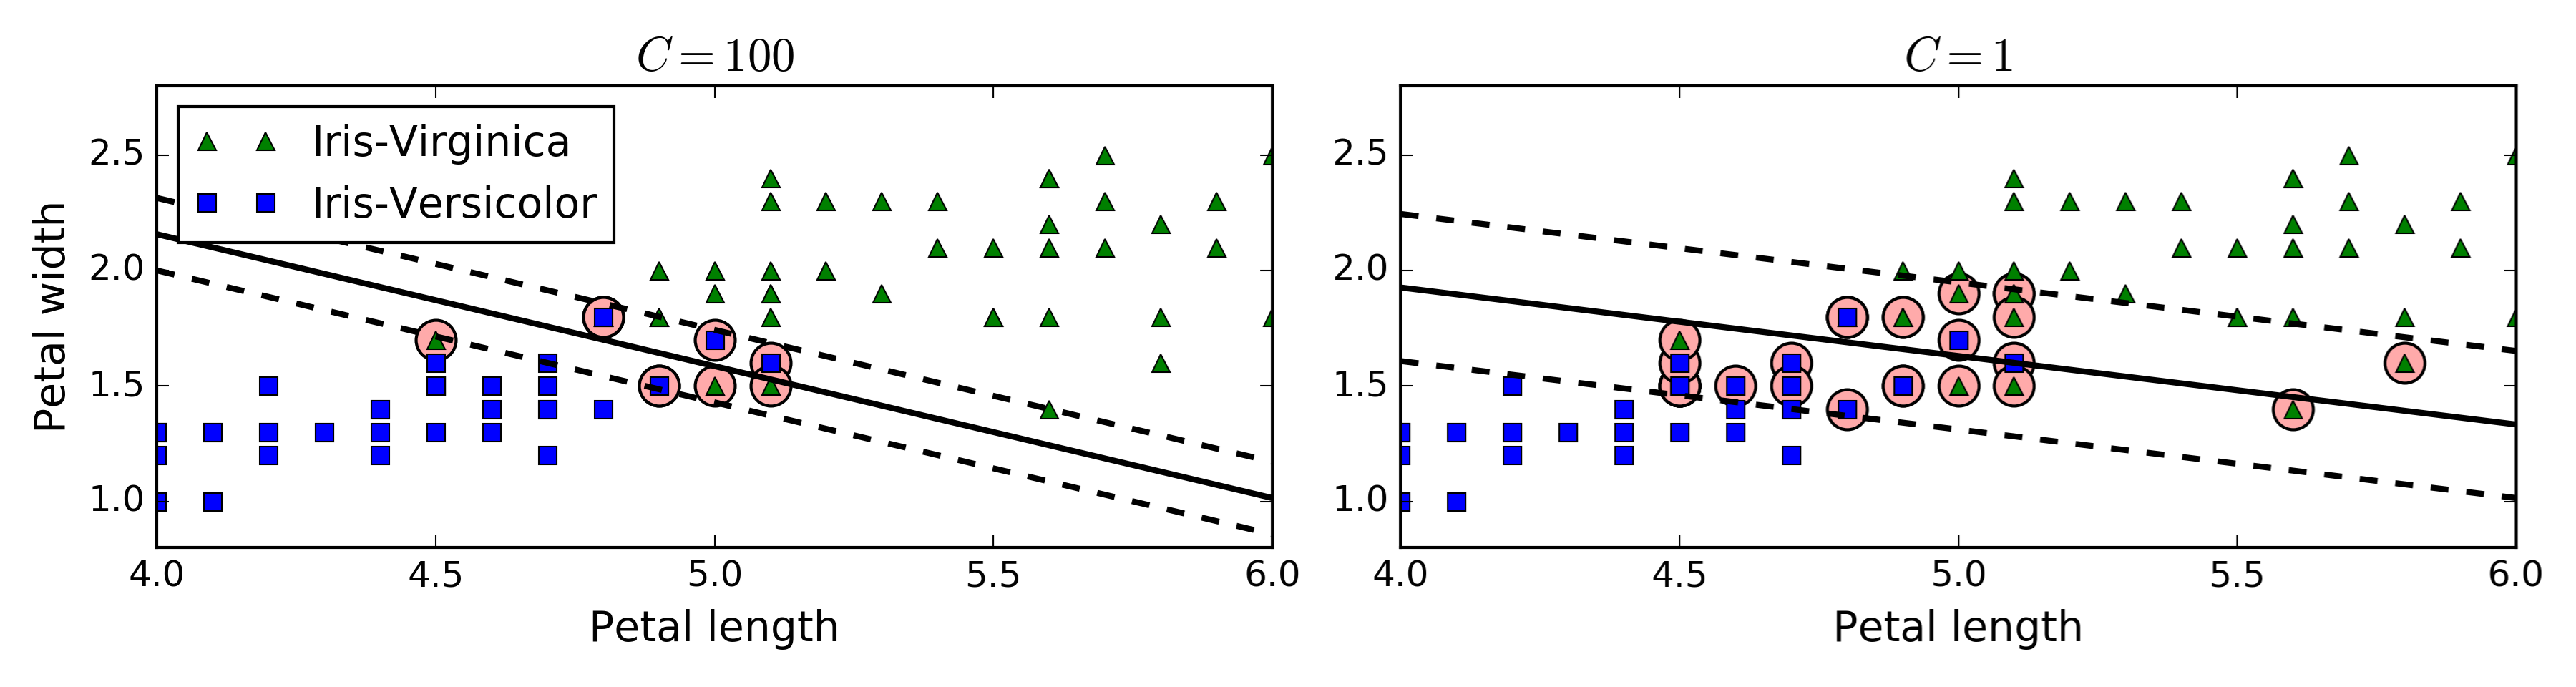 C = 100
Iris-Virginica
Iris-Versicolor
Petal width
2.5
2.0
1.5
1.0
4.0 4.5 5.0 5.5 6.0
Petal length
C = 1
2.5
2.0
1.5
1.0
4.0 4.5 5.0 5.5 6.0
Petal length